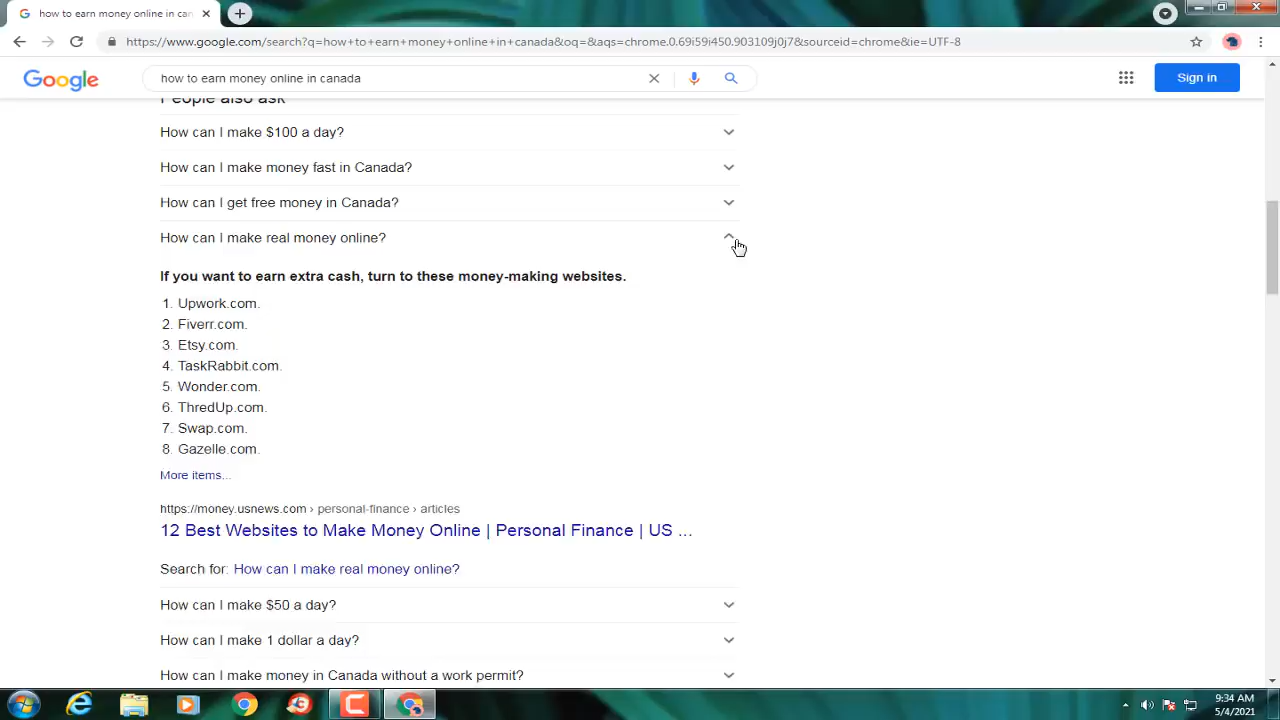 how to earn money online in can
https://www.google.com/search?q=how+to+earn+money+online+in+canada&oq=&aqs=chrome.0.69i59i450.903109j0j7&sourceid=chrome&ie=UTF-8
Google
how to earn money online in canada
Sign in
People also ask
How can I make $100 a day?
How can I make money fast in Canada?
How can I get free money in Canada?
How can I make real money online?
If you want to earn extra cash, turn to these money-making websites.
1. Upwork.com.
2. Fiverr.com.
3. Etsy.com.
4. TaskRabbit.com.
5. Wonder.com.
6. ThredUp.com.
7. Swap.com.
8. Gazelle.com.
More items...
https://money.usnews.com › personal-finance › articles
12 Best Websites to Make Money Online | Personal Finance | US ...
Search for: How can I make real money online?
How can I make $50 a day?
How can I make 1 dollar a day?
How can I make money in Canada without a work permit?
9:34 AM
5/4/2021